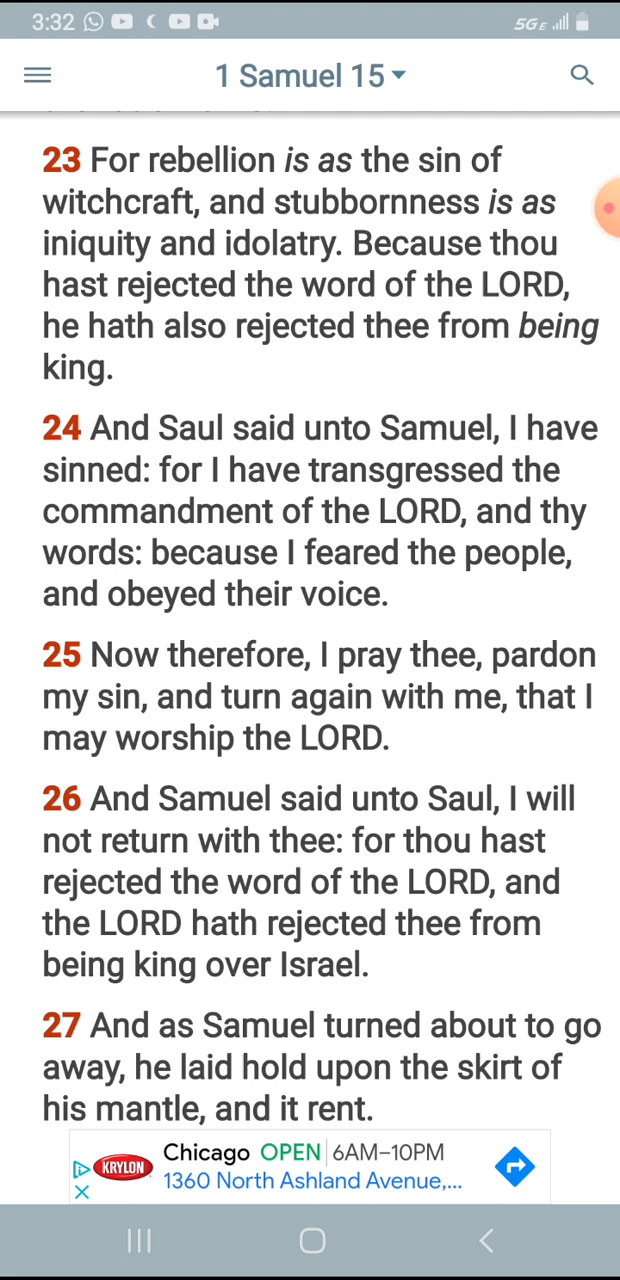 3:32
5GE
1 Samuel 15
23 For rebellion is as the sin of
witchcraft, and stubbornness is as
iniquity and idolatry. Because thou
hast rejected the word of the LORD,
he hath also rejected thee from being
king.
24 And Saul said unto Samuel, I have
sinned: for I have transgressed the
commandment of the LORD, and thy
words: because I feared the people,
and obeyed their voice.
25 Now therefore, I pray thee, pardon
my sin, and turn again with me, that I
may worship the LORD.
26 And Samuel said unto Saul, I will
not return with thee: for thou hast
rejected the word of the LORD, and
the LORD hath rejected thee from
being king over Israel.
27 And as Samuel turned about to go
away, he laid hold upon the skirt of
his mantle, and it rent.
KRYLON
Chicago OPEN 6AM–10PM
1360 North Ashland Avenue,...